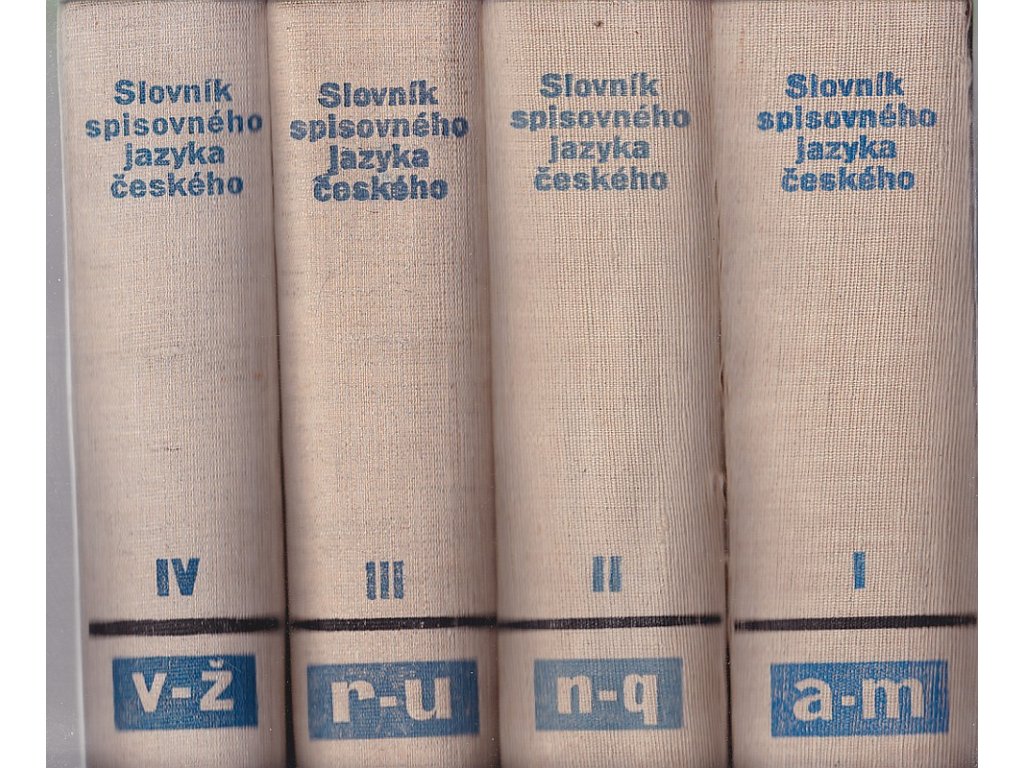 Slovník
spisovného
jazyka
českého
IV
v-ž
Slovník
spisovného
jazyka
českého
III
r-u
Slovník
spisovného
jazyka
českého
II
n-q
Slovník
spisovného
jazyka
českého
I
a-m